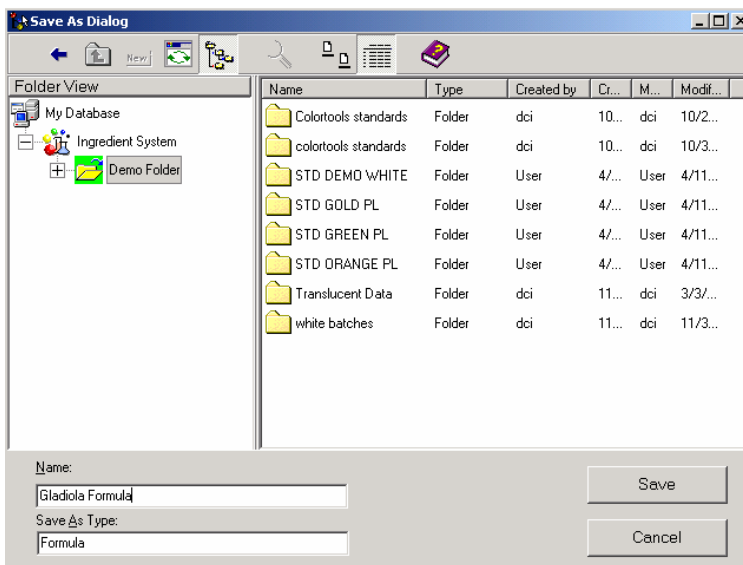 Save As Dialog
New
Folder View
My Database
Ingredient System
Demo Folder
Name Type Created by Cr... M... Modif...
Colortools standards Folder dci 10... dci 10/2...
colortools standards Folder dci 10... dci 10/3...
STD DEMO WHITE Folder User 4/... User 4/11...
STD GOLD PL Folder User 4/... User 4/11...
STD GREEN PL Folder User 4/... User 4/11...
STD ORANGE PL Folder User 4/... User 4/11...
Translucent Data Folder dci 11... dci 3/3/...
white batches Folder dci 11... dci 11/3...
Name:
Gladiola Formula
Save As Type:
Formula
Save
Cancel